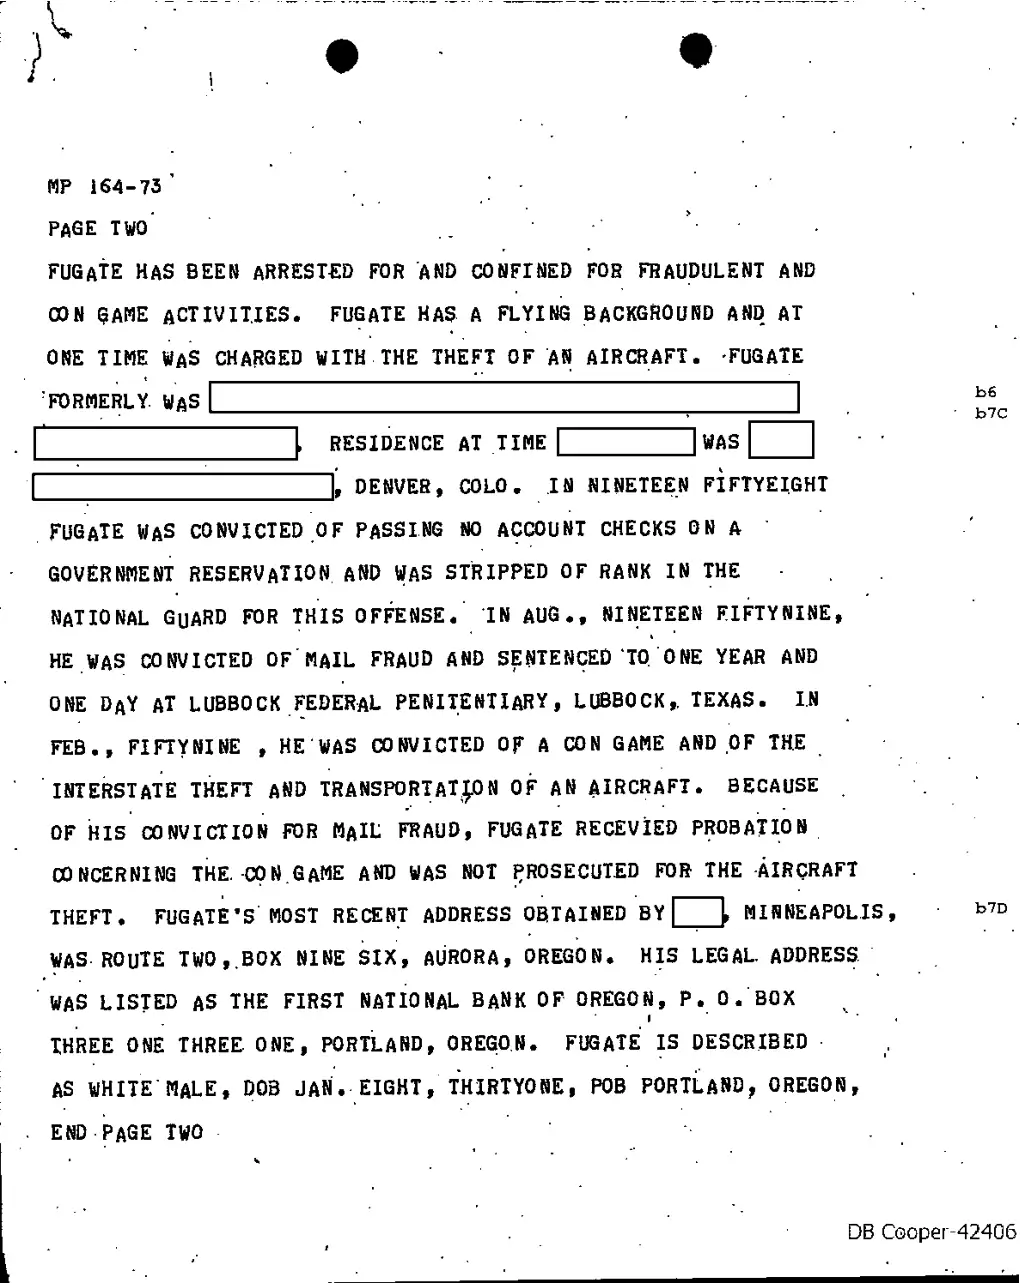 MP 164-73
PAGE TWO
FUGATE HAS BEEN ARRESTED FOR AND CONFINED FOR FRAUDULENT AND
CON GAME ACTIVITIES. FUGATE HAS A FLYING BACKGROUND AND AT
ONE TIME WAS CHARGED WITH THE THEFT OF AN AIRCRAFT. FUGATE
FORMERLY WAS b6
b7C
, RESIDENCE AT TIME WAS
, DENVER, COLO. IN NINETEEN FIFTYEIGHT
FUGATE WAS CONVICTED OF PASSING NO ACCOUNT CHECKS ON A
GOVERNMENT RESERVATION AND WAS STRIPPED OF RANK IN THE
NATIONAL GUARD FOR THIS OFFENSE. IN AUG., NINETEEN FIFTYNINE,
HE WAS CONVICTED OF MAIL FRAUD AND SENTENCED TO ONE YEAR AND
ONE DAY AT LUBBOCK FEDERAL PENITENTIARY, LUBBOCK, TEXAS. IN
FEB., FIFTYNINE , HE WAS CONVICTED OF A CON GAME AND OF THE
INTERSTATE THEFT AND TRANSPORTATION OF AN AIRCRAFT. BECAUSE
OF HIS CONVICTION FOR MAIL FRAUD, FUGATE RECEVIED PROBATION
CONCERNING THE CON GAME AND WAS NOT PROSECUTED FOR THE AIRCRAFT
THEFT. FUGATE'S MOST RECENT ADDRESS OBTAINED BY , MINNEAPOLIS, b7D
WAS ROUTE TWO, BOX NINE SIX, AURORA, OREGON. HIS LEGAL ADDRESS
WAS LISTED AS THE FIRST NATIONAL BANK OF OREGON, P. O. BOX
THREE ONE THREE ONE, PORTLAND, OREGON. FUGATE IS DESCRIBED
AS WHITE MALE, DOB JAN. EIGHT, THIRTYONE, POB PORTLAND, OREGON,
END PAGE TWO
DB Cooper-42406